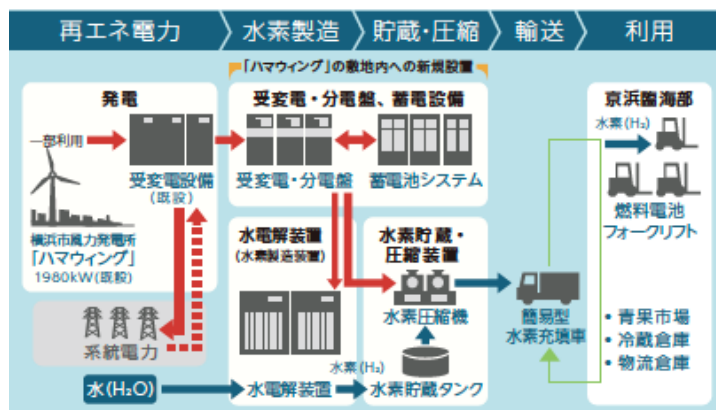 再エネ電力
水素製造
貯蔵・圧縮
輸送
利用
「ハマウィング」の敷地内への新規設置
発電
一部利用
受変電設備
(既設)
横浜市風力発電所
「ハマウィング」
1980kW(既設)
系統電力
水(H₂O)
受変電・分電盤、蓄電設備
受変電・分電盤
蓄電池システム
水電解装置
(水素製造装置)
水電解装置
水素(H₂)
水素貯蔵・
圧縮装置
水素圧縮機
水素貯蔵タンク
簡易型
水素充填車
京浜臨海部
水素(H₂)
燃料電池
フォークリフト
• 青果市場
• 冷蔵倉庫
• 物流倉庫